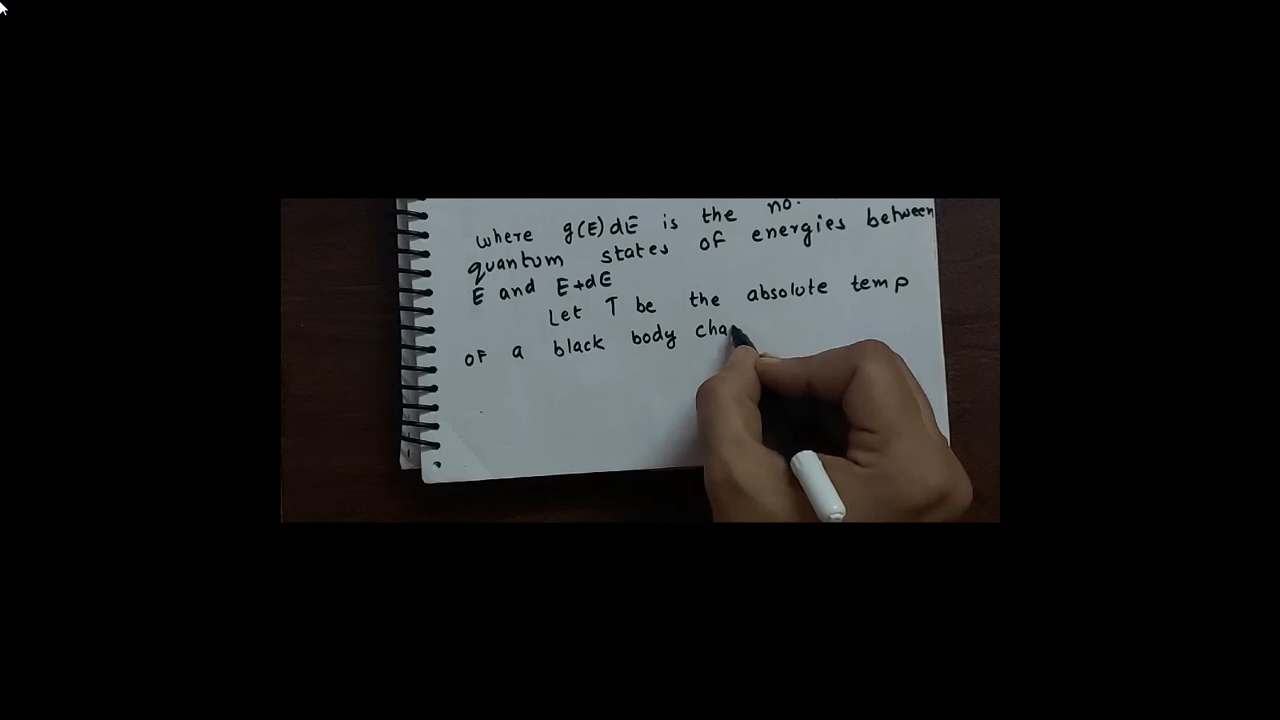 where g(E)dE is the no.
quantum states of energies between
E and E+dE
Let T be the absolute temp
of a black body cha